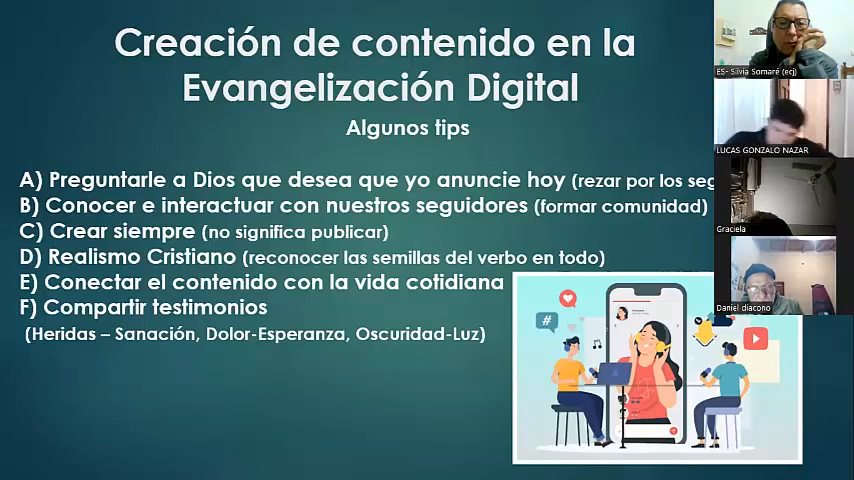 Creación de contenido en la
Evangelización Digital
Algunos tips
A) Preguntarle a Dios que desea que yo anuncie hoy (rezar por los
B) Conocer e interactuar con nuestros seguidores (formar comunidad)
C) Crear siempre (no significa publicar)
D) Realismo Cristiano (reconocer las semillas del verbo en todo)
E) Conectar el contenido con la vida cotidiana
F) Compartir testimonios
(Heridas – Sanación, Dolor-Esperanza, Oscuridad-Luz)
#
ES- Silvia Somaré (ecj)
LUCAS GONZALO NAZAR
Graciela
Daniel diacono